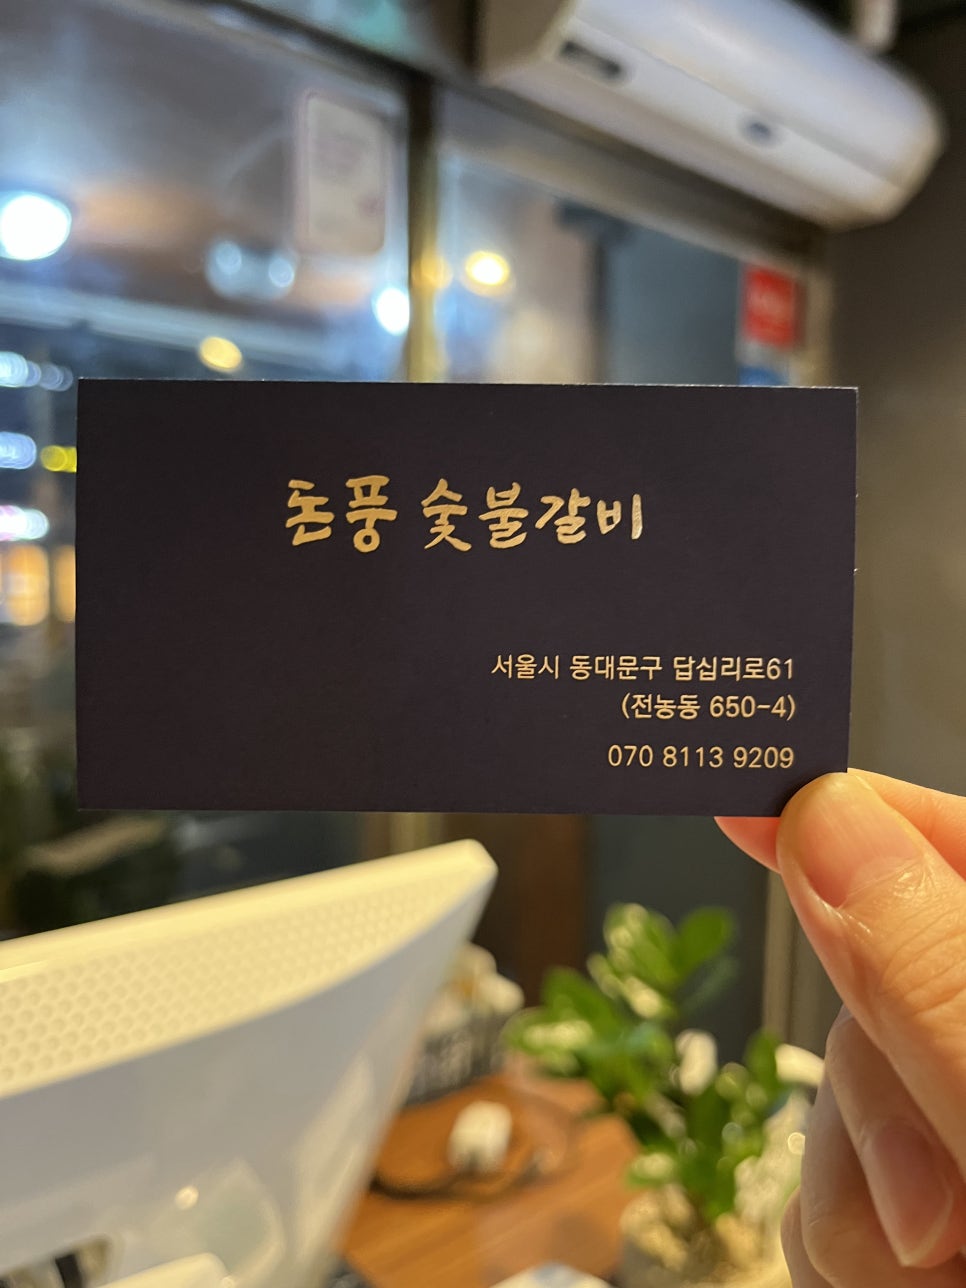 돈풍 숯불갈비
서울시 동대문구 답십리로61
(전농동 650-4)
070 8113 9209